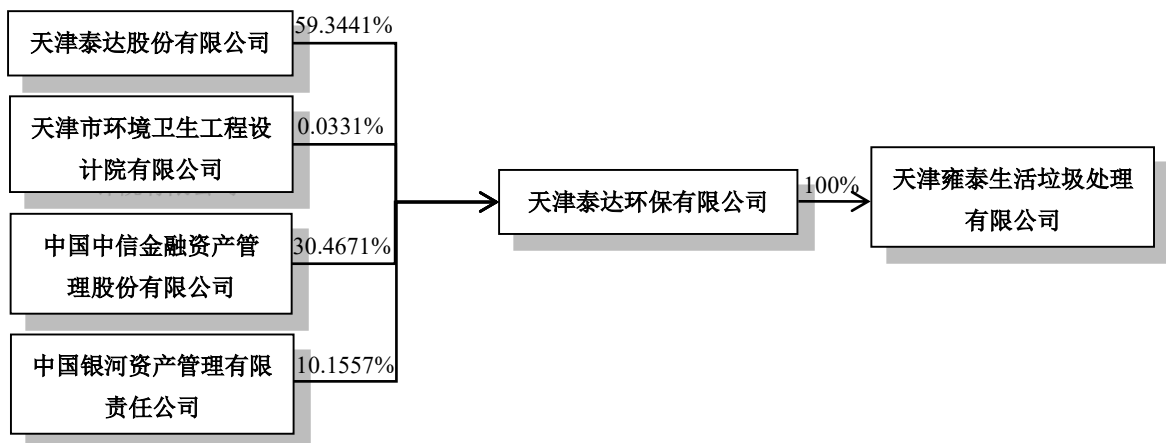 天津泰达股份有限公司
59.3441%
天津市环境卫生工程设
计院有限公司
0.0331%
中国中信金融资产管
理股份有限公司
30.4671%
中国银河资产管理有限
责任公司
10.1557%
天津泰达环保有限公司
100%
天津雍泰生活垃圾处理
有限公司